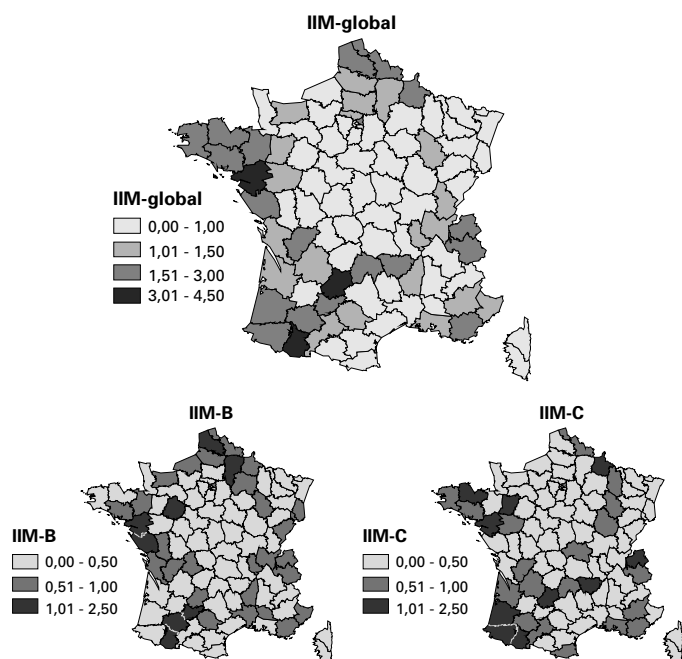 IIM-global
IIM-global
0,00 - 1,00
1,01 - 1,50
1,51 - 3,00
3,01 - 4,50
IIM-B
IIM-B
0,00 - 0,50
0,51 - 1,00
1,01 - 2,50
IIM-C
IIM-C
0,00 - 0,50
0,51 - 1,00
1,01 - 2,50